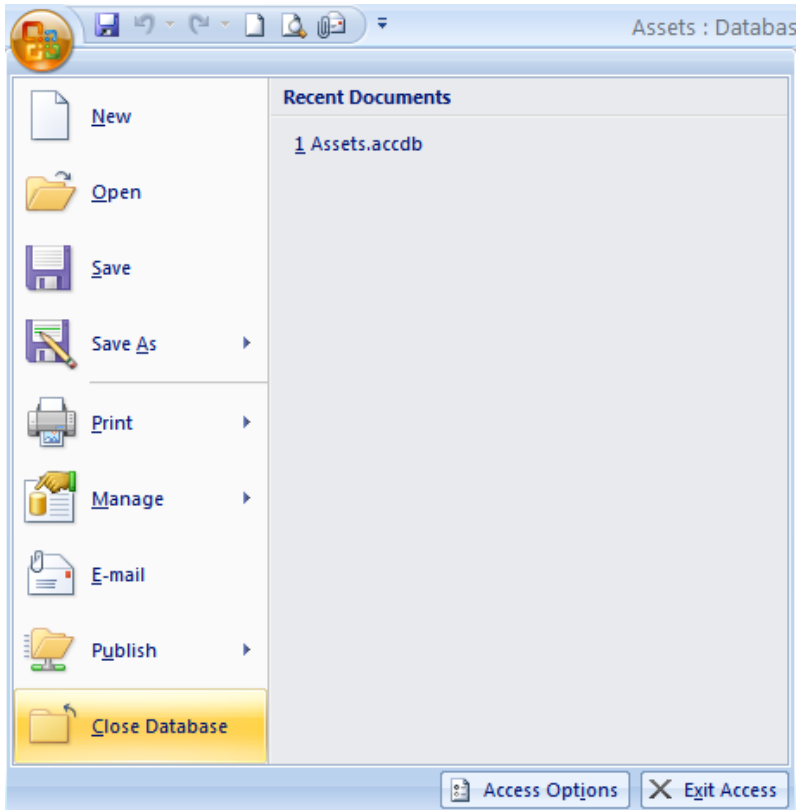 Assets : Databas
New
Recent Documents
1 Assets.accdb
Open
Save
Save As
Print
Manage
E-mail
Publish
Close Database
Access Options
Exit Access